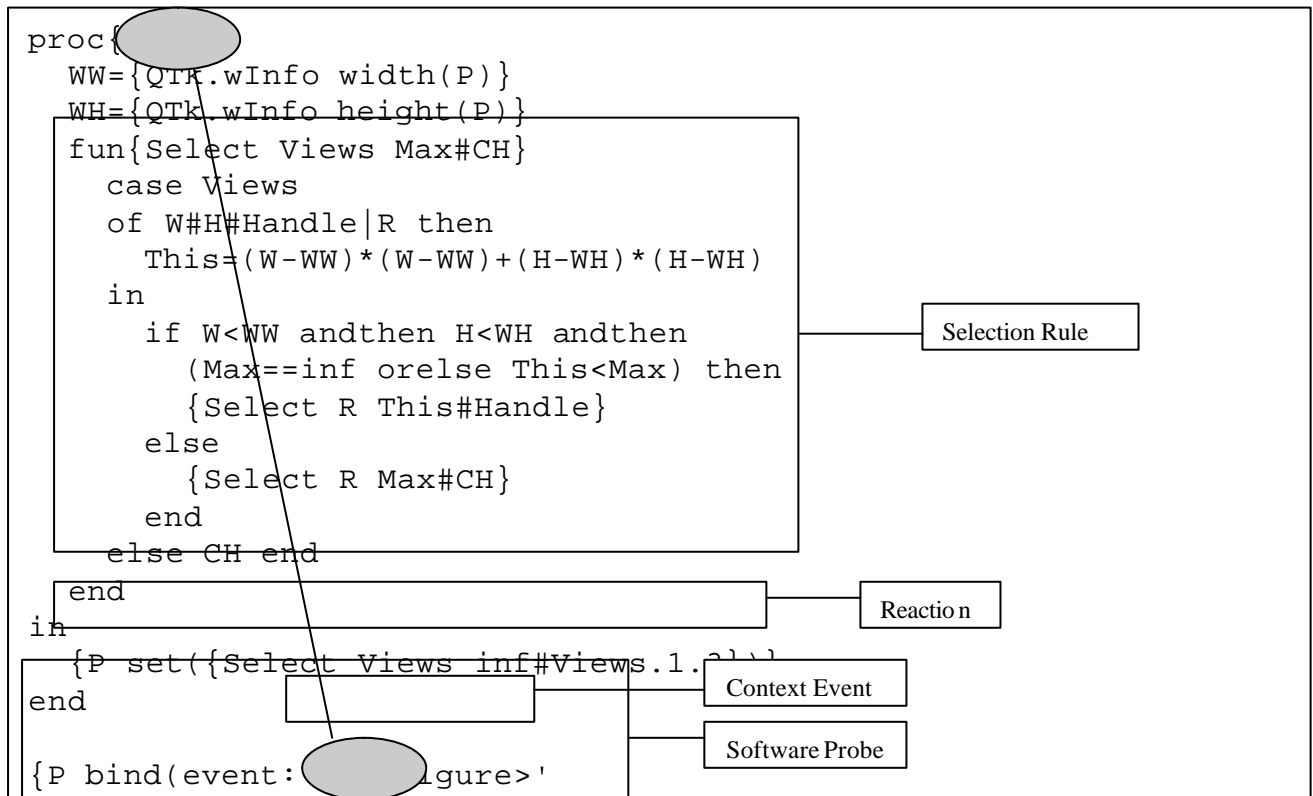 proc{
WW={QTk.wInfo width(P)}
WH={QTk.wInfo height(P)}
fun{Select Views Max#CH}
case Views
of W#H#Handle|R then
This=(W-WW)*(W-WW)+(H-WH)*(H-WH)
in
if W<WW andthen H<WH andthen
(Max==inf orelse This<Max) then
{Select R This#Handle}
else
{Select R Max#CH}
end
else CH end
end
in
{P set({Select Views inf#Views.1. })}
end
{P bind(event: igure>'
Selection Rule
Reaction
Context Event
Software Probe